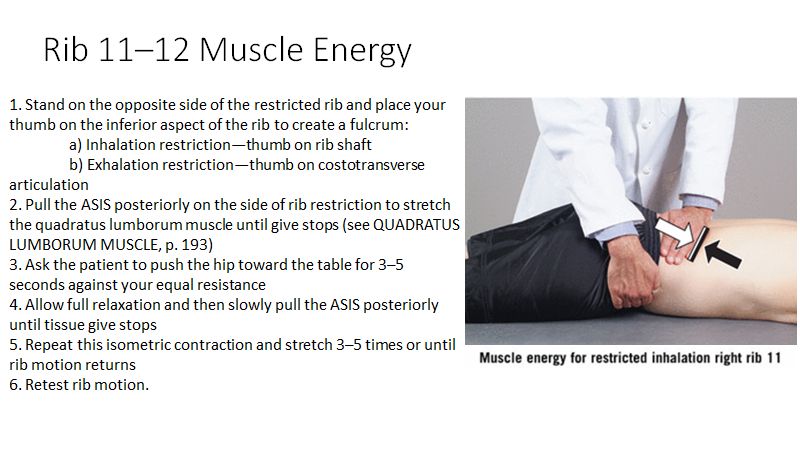 Rib 11–12 Muscle Energy
1. Stand on the opposite side of the restricted rib and place your
thumb on the inferior aspect of the rib to create a fulcrum:
a) Inhalation restriction—thumb on rib shaft
b) Exhalation restriction—thumb on costotransverse
articulation
2. Pull the ASIS posteriorly on the side of rib restriction to stretch
the quadratus lumborum muscle until give stops (see QUADRATUS
LUMBORUM MUSCLE, p. 193)
3. Ask the patient to push the hip toward the table for 3–5
seconds against your equal resistance
4. Allow full relaxation and then slowly pull the ASIS posteriorly
until tissue give stops
5. Repeat this isometric contraction and stretch 3–5 times or until
rib motion returns
6. Retest rib motion.
Muscle energy for restricted inhalation right rib 11